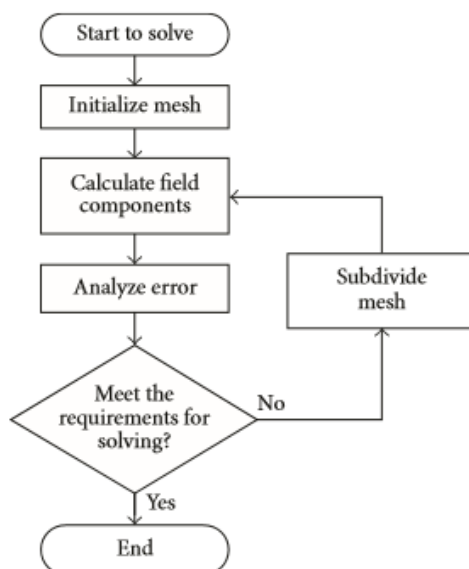 Start to solve
Initialize mesh
Calculate field
components
Analyze error
Subdivide
mesh
Meet the
requirements for
solving?
No
Yes
End